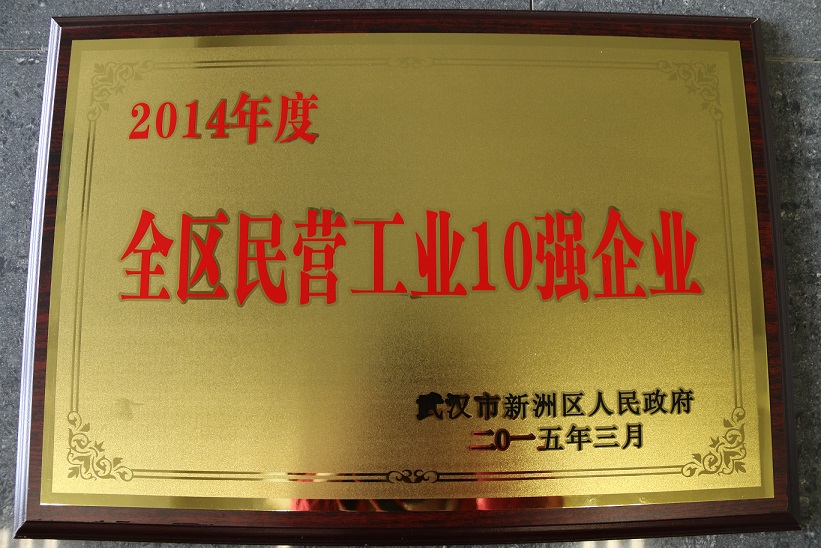 2014年度
全区民营工业10强企业
武汉市新洲区人民政府
二0一五年三月